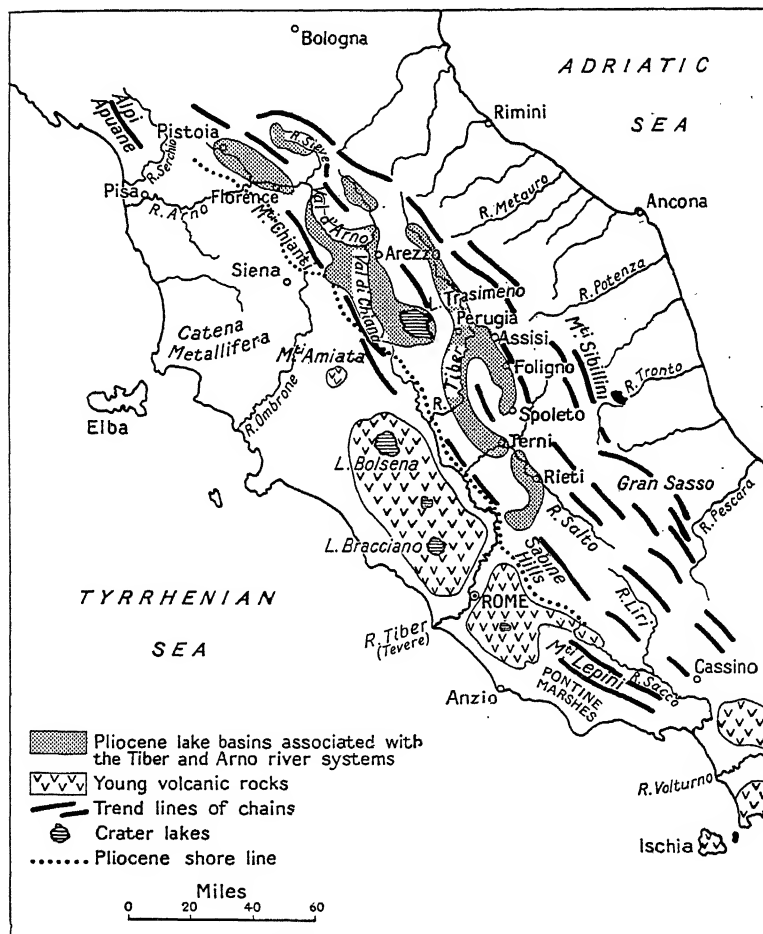 Bologna
ADRIATIC
SEA
Rimini
Alpi
Apuane
Pistoia
R. Sieve
R. Serchio
Pisa
Florence
R. Arno
Val d'Arno
R. Metauro
Ancona
Mti Chianti
Arezzo
Siena
Val di Chiana
L. Trasimeno
R. Potenza
Perugia
Assisi
Catena
Metallifera
Mti Sibillini
Foligno
Mt Amiata
R. Tiber
R. Tronto
Elba
R. Ombrone
Spoleto
Terni
L. Bolsena
Rieti
Gran Sasso
R. Salto
R. Pescara
L. Bracciano
Sabine
Hills
TYRRHENIAN
SEA
ROME
R. Liri
R. Tiber
(Tevere)
Mti Lepini
R. Sacco
Cassino
Anzio
PONTINE
MARSHES
R. Volturno
Ischia
Pliocene lake basins associated with
the Tiber and Arno river systems
Young volcanic rocks
Trend lines of chains
Crater lakes
Pliocene shore line
Miles
0 20 40 60